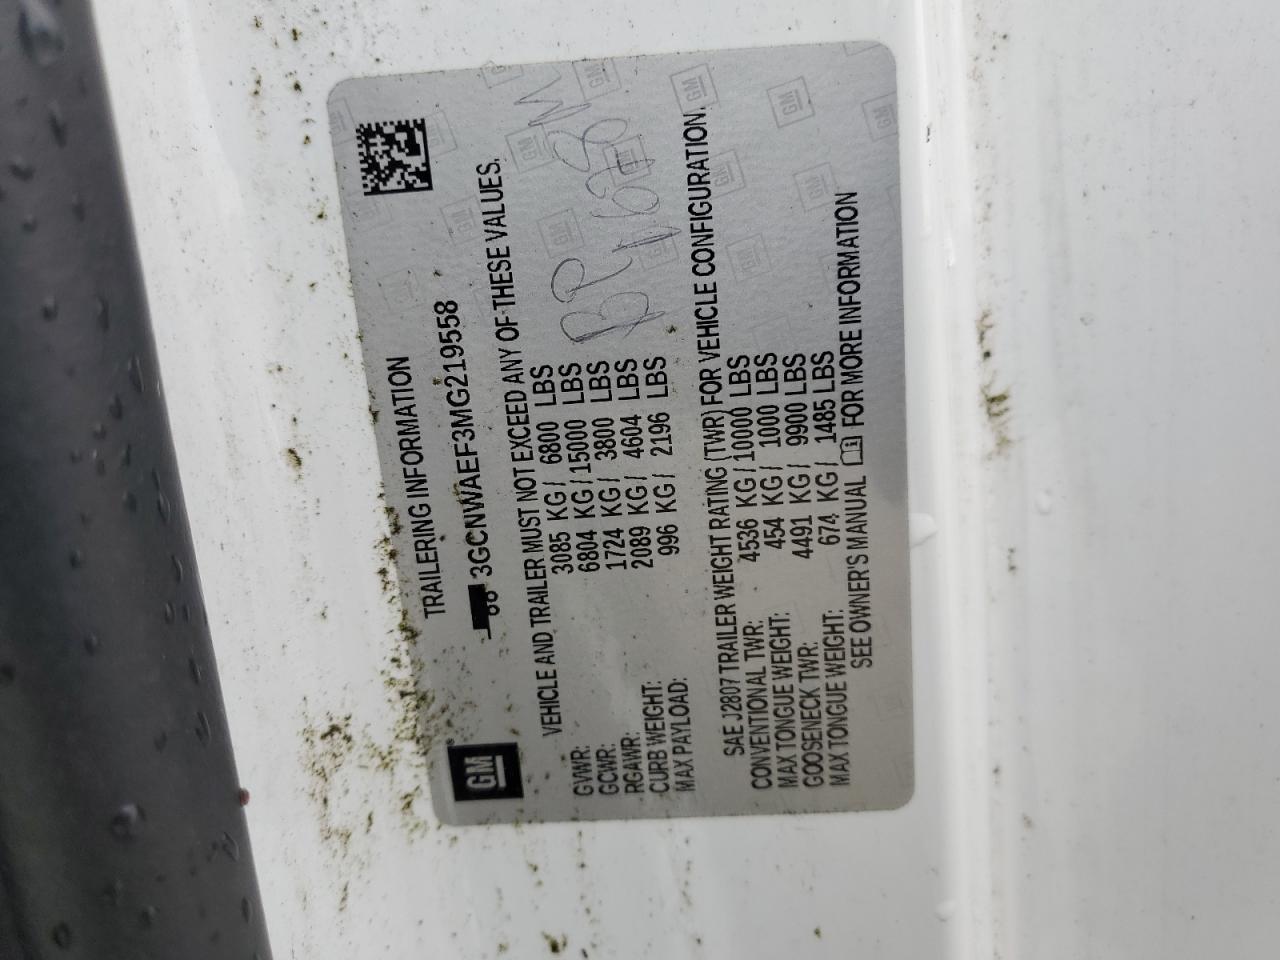 GM
TRAILERING INFORMATION
3GCNWAEF3MG219558
VEHICLE AND TRAILER MUST NOT EXCEED ANY OF THESE VALUES.
GVWR: 3085 KG / 6800 LBS
GCWR: 6804 KG / 15000 LBS
RGAWR: 1724 KG / 3800 LBS
CURB WEIGHT: 2089 KG / 4604 LBS
MAX PAYLOAD: 996 KG / 2196 LBS
SAE J2807 TRAILER WEIGHT RATING (TWR) FOR VEHICLE CONFIGURATION.
CONVENTIONAL TWR: 4536 KG / 10000 LBS
MAX TONGUE WEIGHT: 454 KG / 1000 LBS
GOOSENECK TWR: 4491 KG / 9900 LBS
MAX TONGUE WEIGHT: 674 KG / 1485 LBS
SEE OWNER'S MANUAL FOR MORE INFORMATION